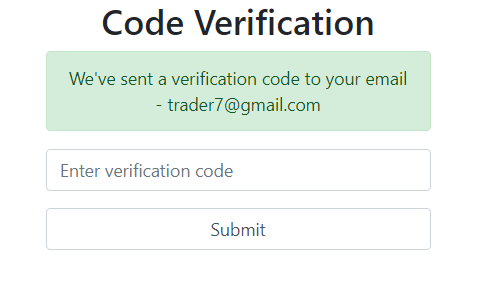 Code Verification
We've sent a verification code to your email
- trader7@gmail.com
Enter verification code
Submit